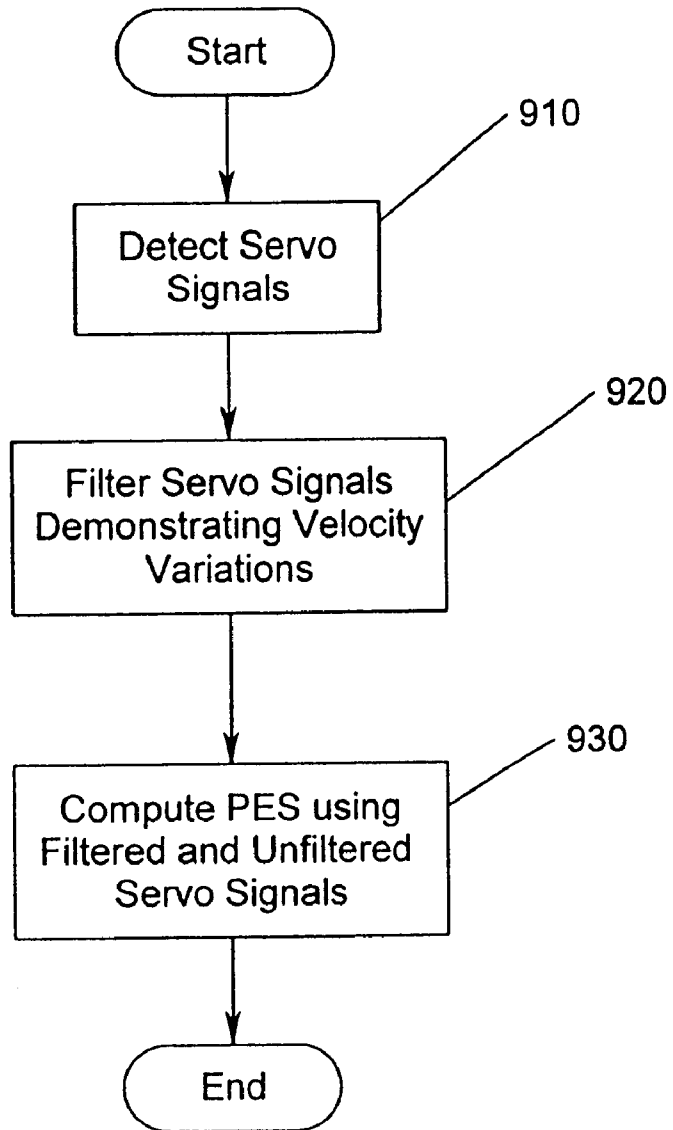 Start
910
Detect Servo
Signals
920
Filter Servo Signals
Demonstrating Velocity
Variations
930
Compute PES using
Filtered and Unfiltered
Servo Signals
End